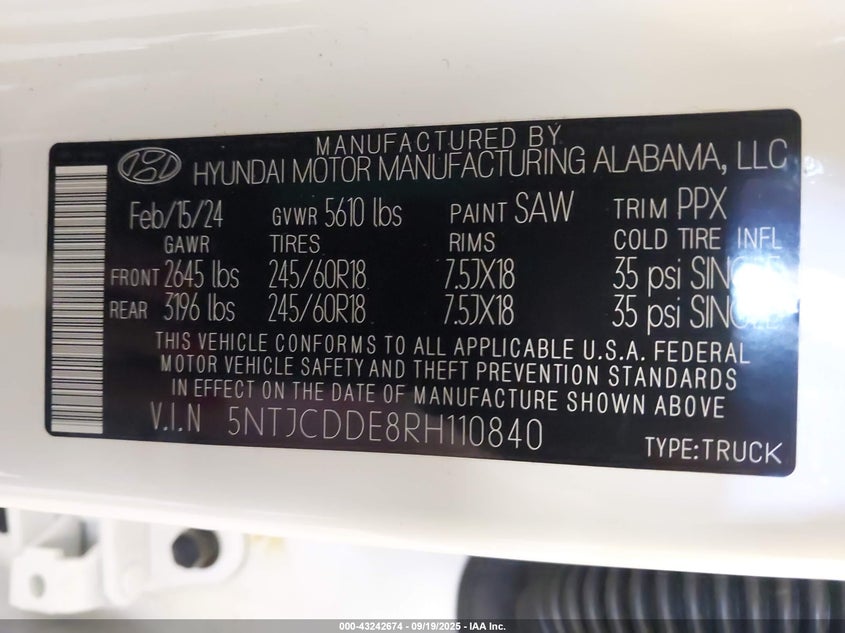 MANUFACTURED BY
HYUNDAI MOTOR MANUFACTURING ALABAMA, LLC
Feb/15/24 GVWR 5610 lbs PAINT SAW TRIM PPX
GAWR TIRES RIMS COLD TIRE INFL
FRONT 2645 lbs 245/60R18 7.5JX18 35 psi SINGLE
REAR 3196 lbs 245/60R18 7.5JX18 35 psi SINGLE
THIS VEHICLE CONFORMS TO ALL APPLICABLE U.S.A. FEDERAL
MOTOR VEHICLE SAFETY AND THEFT PREVENTION STANDARDS
IN EFFECT ON THE DATE OF MANUFACTURE SHOWN ABOVE
V.I.N 5NTJCDDE8RH110840
TYPE:TRUCK
000-43242674 - 09/19/2025 - IAA Inc.